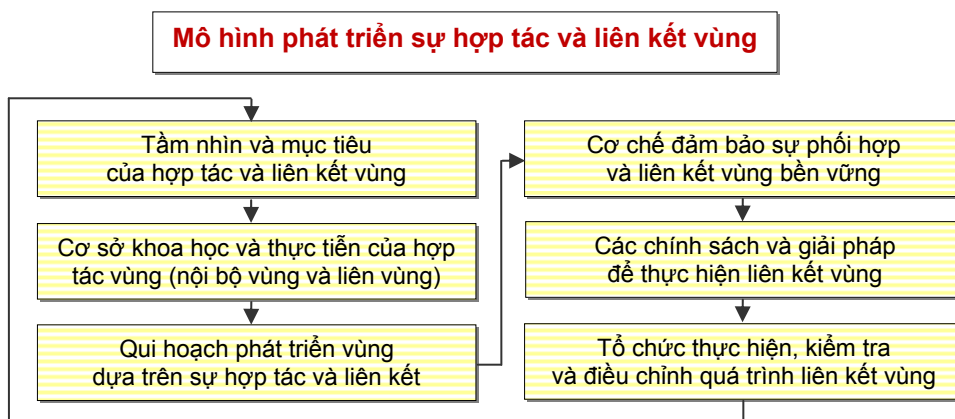 Mô hình phát triển sự hợp tác và liên kết vùng
Tầm nhìn và mục tiêu
của hợp tác và liên kết vùng
Cơ sở khoa học và thực tiễn của hợp
tác vùng (nội bộ vùng và liên vùng)
Qui hoạch phát triển vùng
dựa trên sự hợp tác và liên kết
Cơ chế đảm bảo sự phối hợp
và liên kết vùng bền vững
Các chính sách và giải pháp
để thực hiện liên kết vùng
Tổ chức thực hiện, kiểm tra
và điều chỉnh quá trình liên kết vùng